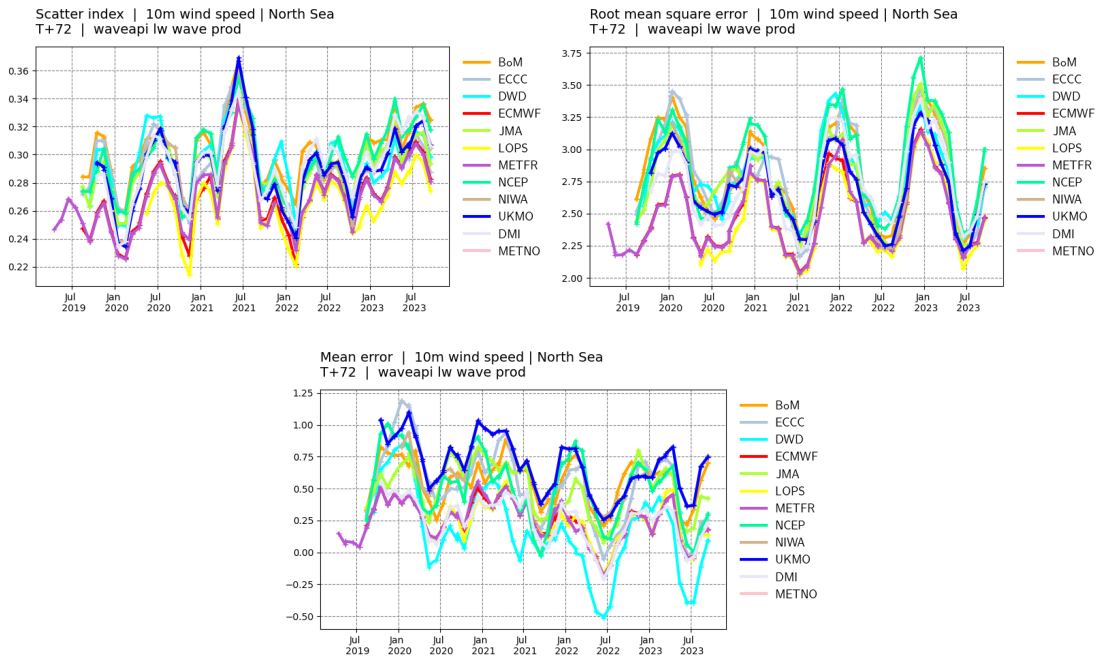 Scatter index | 10m wind speed | North Sea
T+72 | waveapi lw wave prod
0.36
0.34
0.32
0.30
0.28
0.26
0.24
0.22
Jul 2019
Jan 2020
Jul 2020
Jan 2021
Jul 2021
Jan 2022
Jul 2022
Jan 2023
Jul 2023
BoM
ECCC
DWD
ECMWF
JMA
LOPS
METFR
NCEP
NIWA
UKMO
DMI
METNO
Root mean square error | 10m wind speed | North Sea
T+72 | waveapi lw wave prod
3.75
3.50
3.25
3.00
2.75
2.50
2.25
2.00
Jul 2019
Jan 2020
Jul 2020
Jan 2021
Jul 2021
Jan 2022
Jul 2022
Jan 2023
Jul 2023
BoM
ECCC
DWD
ECMWF
JMA
LOPS
METFR
NCEP
NIWA
UKMO
DMI
METNO
Mean error | 10m wind speed | North Sea
T+72 | waveapi lw wave prod
1.25
1.00
0.75
0.50
0.25
0.00
−0.25
−0.50
Jul 2019
Jan 2020
Jul 2020
Jan 2021
Jul 2021
Jan 2022
Jul 2022
Jan 2023
Jul 2023
BoM
ECCC
DWD
ECMWF
JMA
LOPS
METFR
NCEP
NIWA
UKMO
DMI
METNO